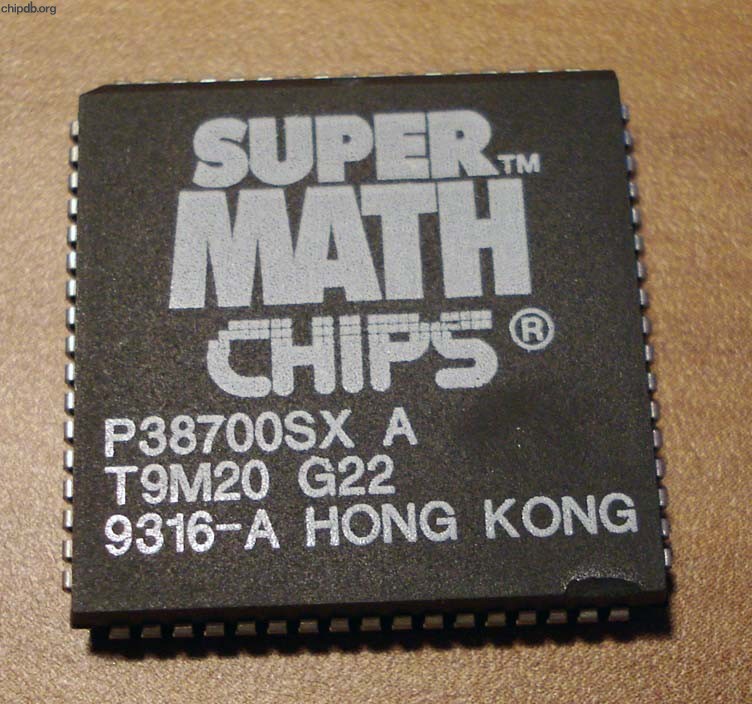 chipdb.org
SUPER™
MATH
CHIPS®
P38700SX A
T9M20 G22
9316-A HONG KONG